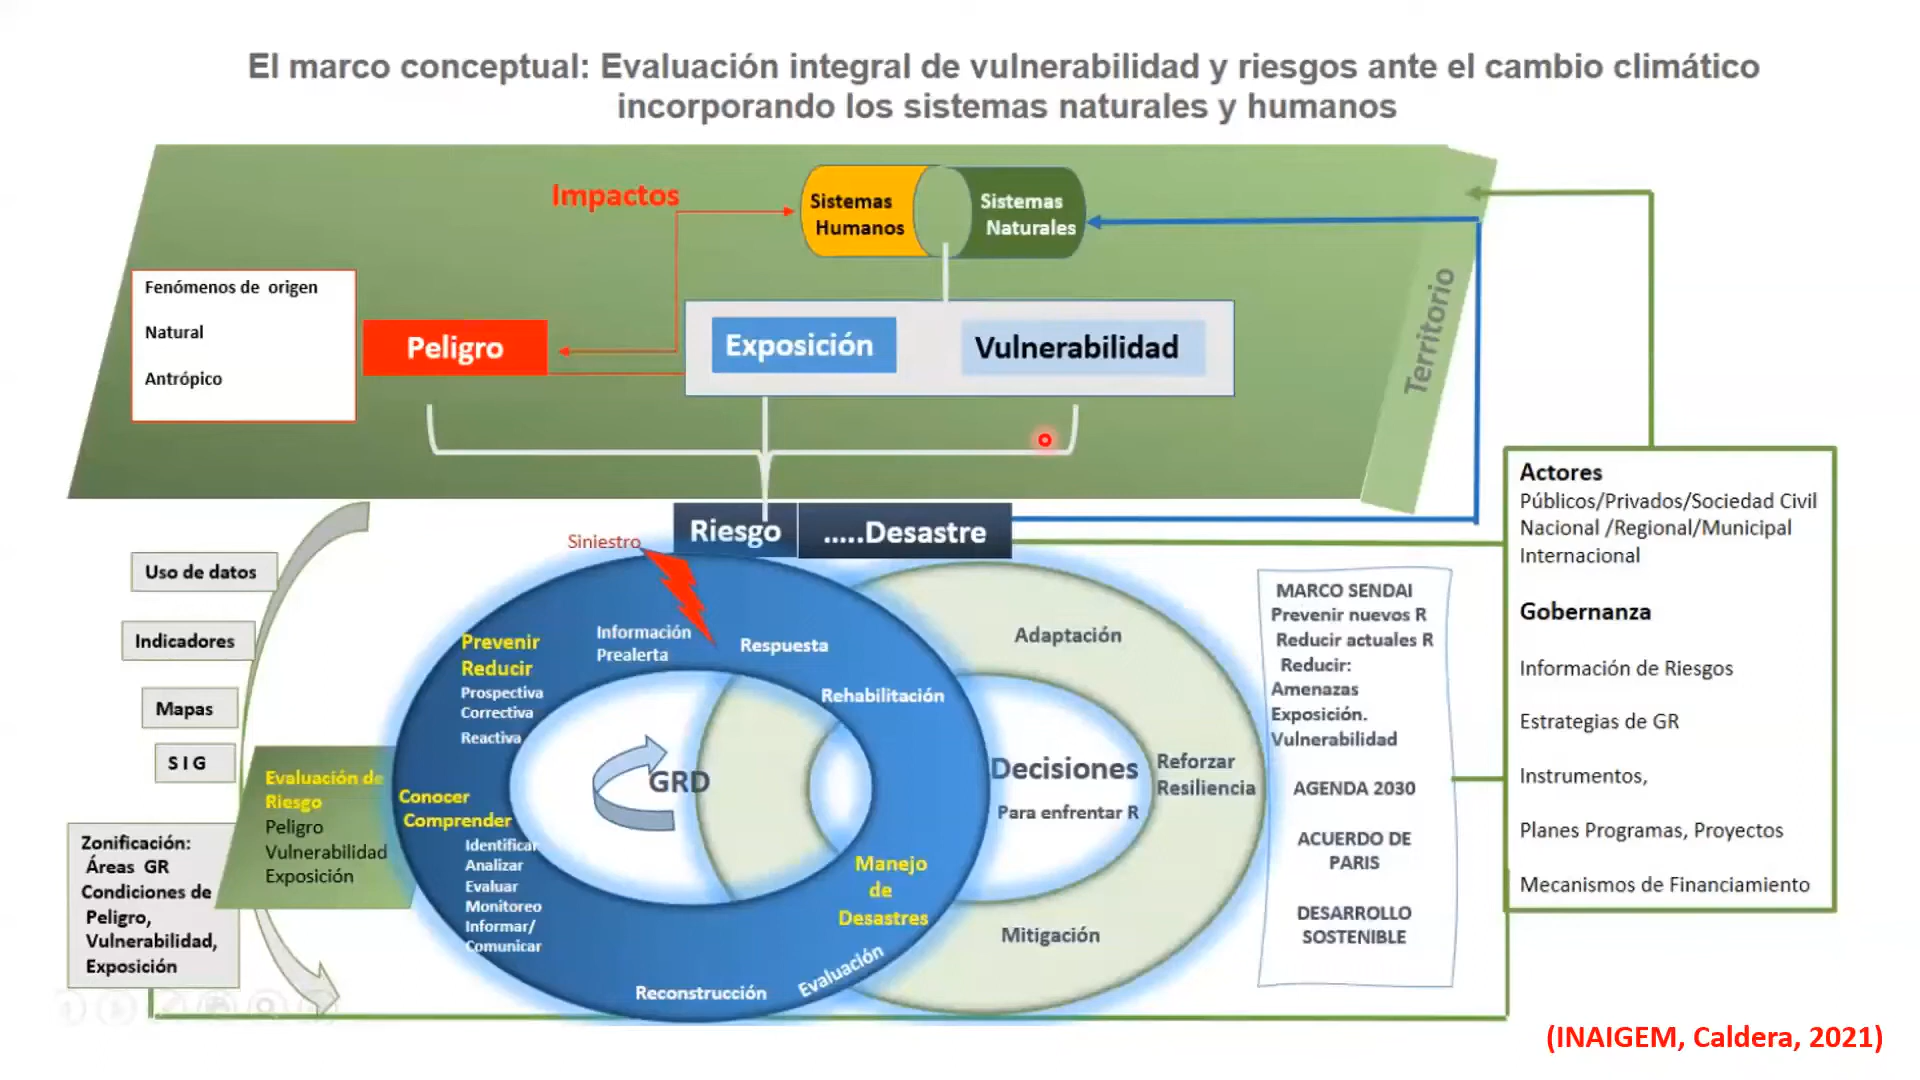 El marco conceptual: Evaluación integral de vulnerabilidad y riesgos ante el cambio climático
incorporando los sistemas naturales y humanos
Impactos
Sistemas
Humanos
Sistemas
Naturales
Fenómenos de origen
Natural
Antrópico
Peligro
Exposición
Vulnerabilidad
Territorio
Riesgo
.....Desastre
Siniestro
Uso de datos
Indicadores
Mapas
S I G
Evaluación de
Riesgo
Peligro
Vulnerabilidad
Exposición
Zonificación:
Áreas GR
Condiciones de
Peligro,
Vulnerabilidad,
Exposición
Prevenir
Reducir
Prospectiva
Correctiva
Reactiva
Información
Prealerta
Respuesta
Rehabilitación
Conocer
Comprender
Identificar
Analizar
Evaluar
Monitoreo
Informar/
Comunicar
GRD
Manejo
de
Desastres
Evaluación
Reconstrucción
Adaptación
Decisiones
Para enfrentar R
Reforzar
Resiliencia
Mitigación
MARCO SENDAI
Prevenir nuevos R
Reducir actuales R
Reducir:
Amenazas
Exposición.
Vulnerabilidad
AGENDA 2030
ACUERDO DE
PARIS
DESARROLLO
SOSTENIBLE
Actores
Públicos/Privados/Sociedad Civil
Nacional /Regional/Municipal
Internacional
Gobernanza
Información de Riesgos
Estrategias de GR
Instrumentos,
Planes Programas, Proyectos
Mecanismos de Financiamiento
(INAIGEM, Caldera, 2021)